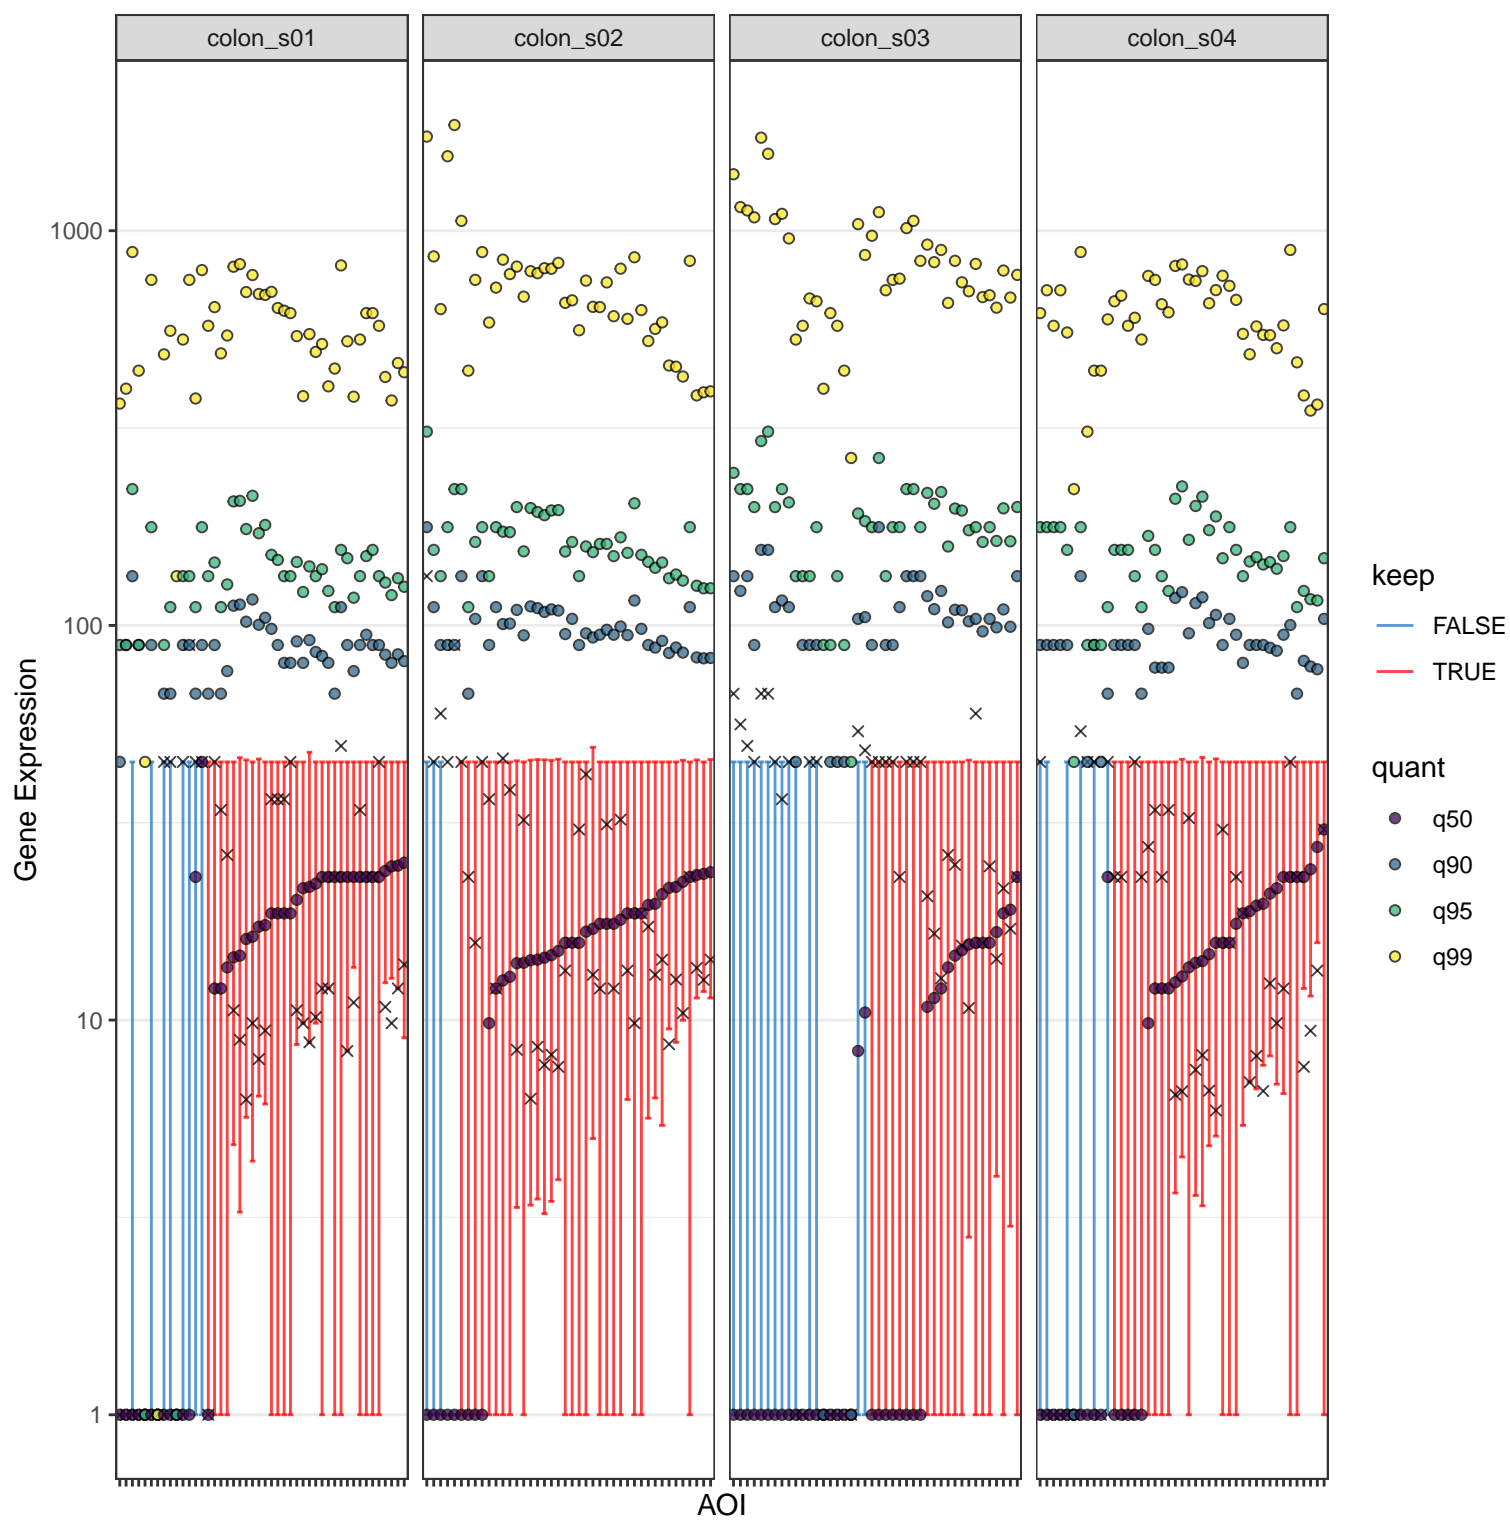 colon_s01
colon_s02
colon_s03
colon_s04
1000
100
10
1
Gene Expression
AOI
keep
FALSE
TRUE
quant
q50
q90
q95
q99